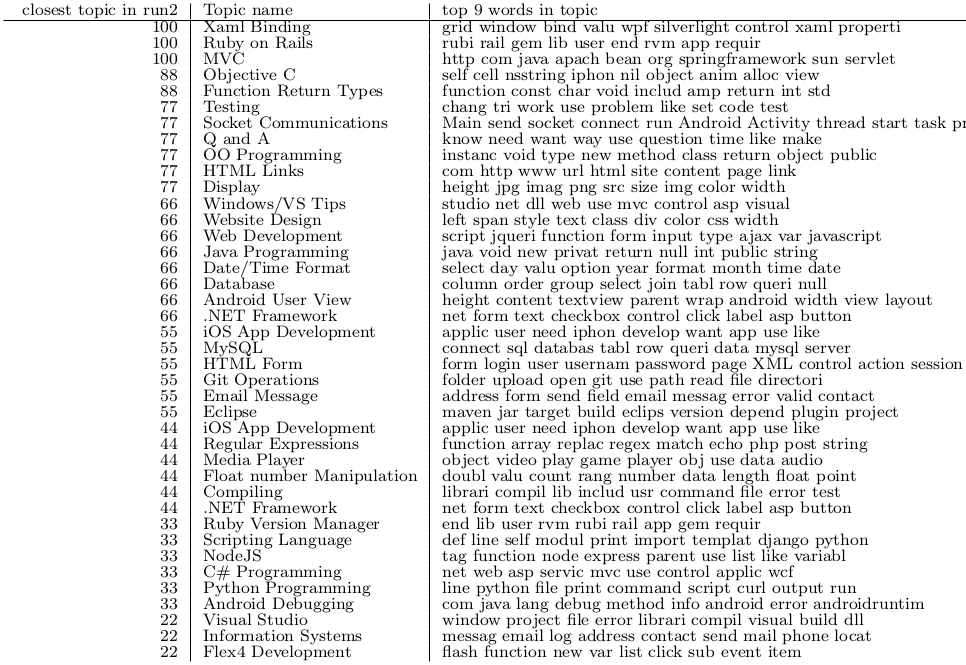 closest topic in run2 Topic name top 9 words in topic
100 Xaml Binding grid window bind valu wpf silverlight control xaml properti
100 Ruby on Rails rubi rail gem lib user end rvm app requir
100 MVC http com java apach bean org springframework sun servlet
88 Objective C self cell nsstring iphon nil object anim alloc view
88 Function Return Types function const char void includ amp return int std
77 Testing chang tri work use problem like set code test
77 Socket Communications Main send socket connect run Android Activity thread start task pr
77 Q and A know need want way use question time like make
77 OO Programming instanc void type new method class return object public
77 HTML Links com http www url html site content page link
77 Display height jpg imag png src size img color width
66 Windows/VS Tips studio net dll web use mvc control asp visual
66 Website Design left span style text class div color css width
66 Web Development script jqueri function form input type ajax var javascript
66 Java Programming java void new privat return null int public string
66 Date/Time Format select day valu option year format month time date
66 Database column order group select join tabl row queri null
66 Android User View height content textview parent wrap android width view layout
66 .NET Framework net form text checkbox control click label asp button
55 iOS App Development applic user need iphon develop want app use like
55 MySQL connect sql databas tabl row queri data mysql server
55 HTML Form form login user usernam password page XML control action session
55 Git Operations folder upload open git use path read file directori
55 Email Message address form send field email messag error valid contact
55 Eclipse maven jar target build eclips version depend plugin project
44 iOS App Development applic user need iphon develop want app use like
44 Regular Expressions function array replac regex match echo php post string
44 Media Player object video play game player obj use data audio
44 Float number Manipulation doubl valu count rang number data length float point
44 Compiling librari compil lib includ usr command file error test
44 .NET Framework net form text checkbox control click label asp button
33 Ruby Version Manager end lib user rvm rubi rail app gem requir
33 Scripting Language def line self modul print import templat django python
33 NodeJS tag function node express parent use list like variabl
33 C# Programming net web asp servic mvc use control applic wcf
33 Python Programming line python file print command script curl output run
33 Android Debugging com java lang debug method info android error androidruntim
22 Visual Studio window project file error librari compil visual build dll
22 Information Systems messag email log address contact send mail phone locat
22 Flex4 Development flash function new var list click sub event item